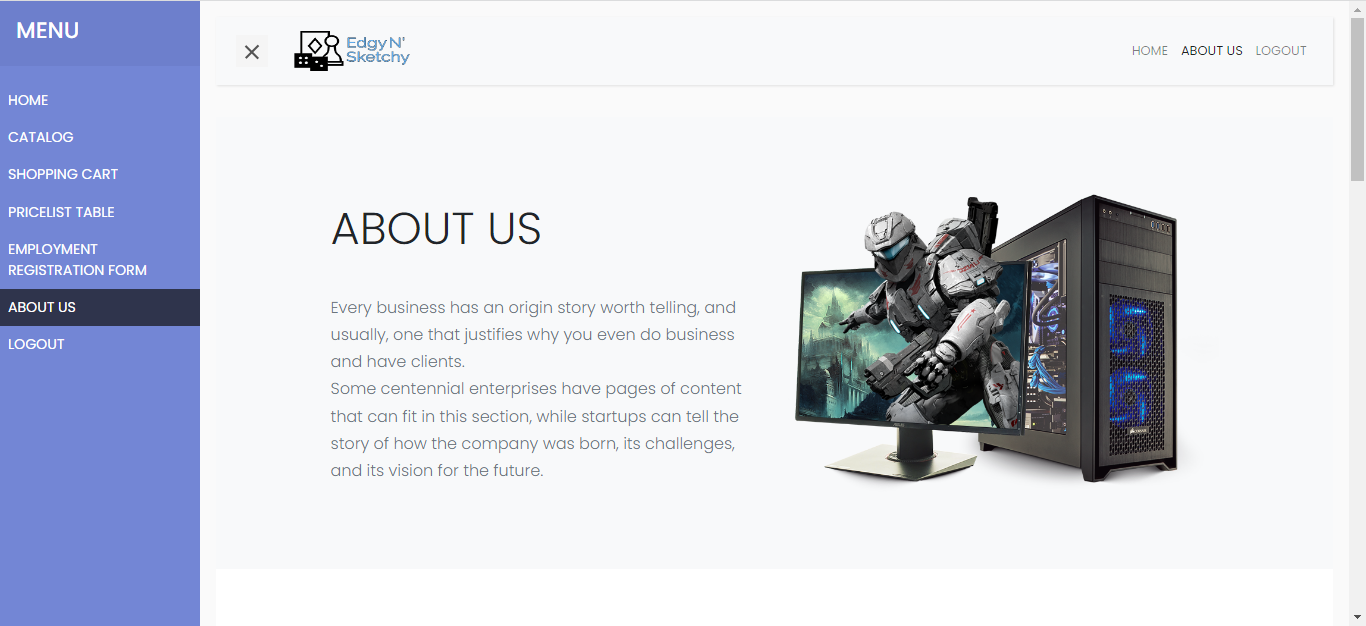 MENU
HOME
CATALOG
SHOPPING CART
PRICELIST TABLE
EMPLOYMENT
REGISTRATION FORM
ABOUT US
LOGOUT
Edgy N'
Sketchy
HOME ABOUT US LOGOUT
ABOUT US
Every business has an origin story worth telling, and
usually, one that justifies why you even do business
and have clients.
Some centennial enterprises have pages of content
that can fit in this section, while startups can tell the
story of how the company was born, its challenges,
and its vision for the future.